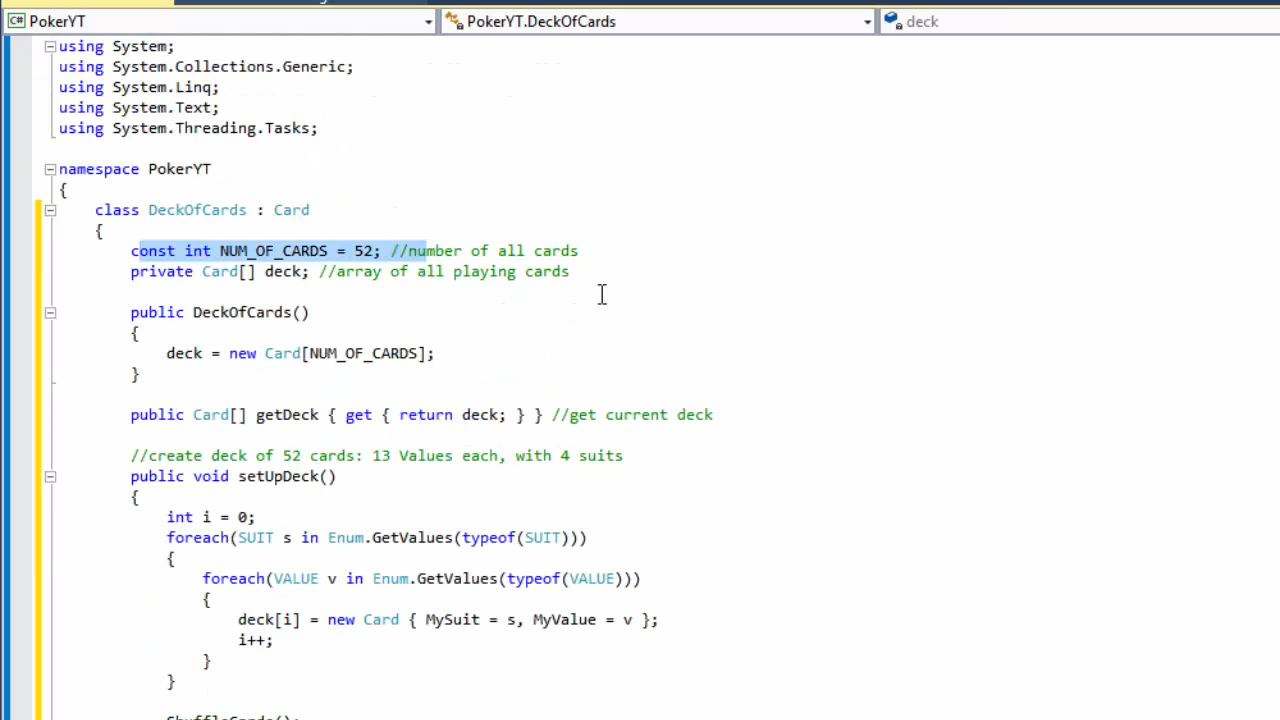 PokerYT
PokerYT.DeckOfCards
deck
using System;
using System.Collections.Generic;
using System.Linq;
using System.Text;
using System.Threading.Tasks;
namespace PokerYT
{
class DeckOfCards : Card
{
const int NUM_OF_CARDS = 52; //number of all cards
private Card[] deck; //array of all playing cards
public DeckOfCards()
{
deck = new Card[NUM_OF_CARDS];
}
public Card[] getDeck { get { return deck; } } //get current deck
//create deck of 52 cards: 13 Values each, with 4 suits
public void setUpDeck()
{
int i = 0;
foreach(SUIT s in Enum.GetValues(typeof(SUIT)))
{
foreach(VALUE v in Enum.GetValues(typeof(VALUE)))
{
deck[i] = new Card { MySuit = s, MyValue = v };
i++;
}
}
ShuffleCards();